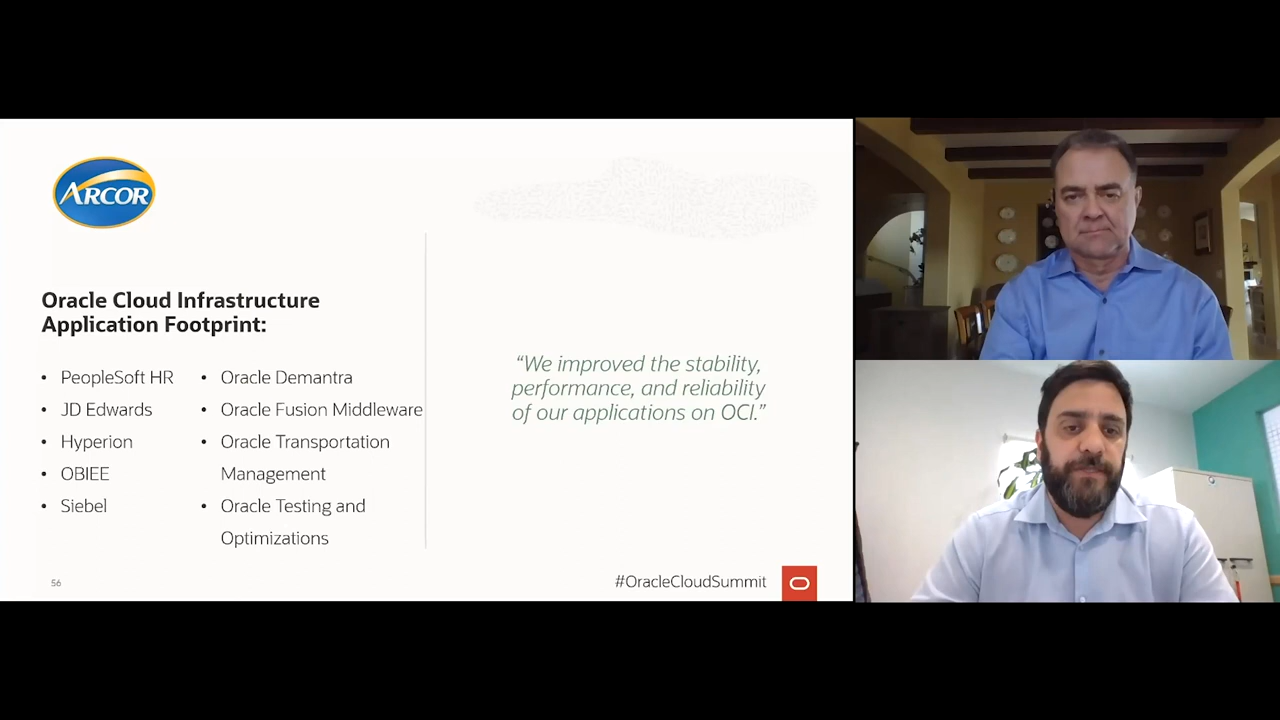 ARCOR
Oracle Cloud Infrastructure
Application Footprint:
• PeopleSoft HR
• JD Edwards
• Hyperion
• OBIEE
• Siebel
• Oracle Demantra
• Oracle Fusion Middleware
• Oracle Transportation
Management
• Oracle Testing and
Optimizations
“We improved the stability,
performance, and reliability
of our applications on OCI.”
56
#OracleCloudSummit